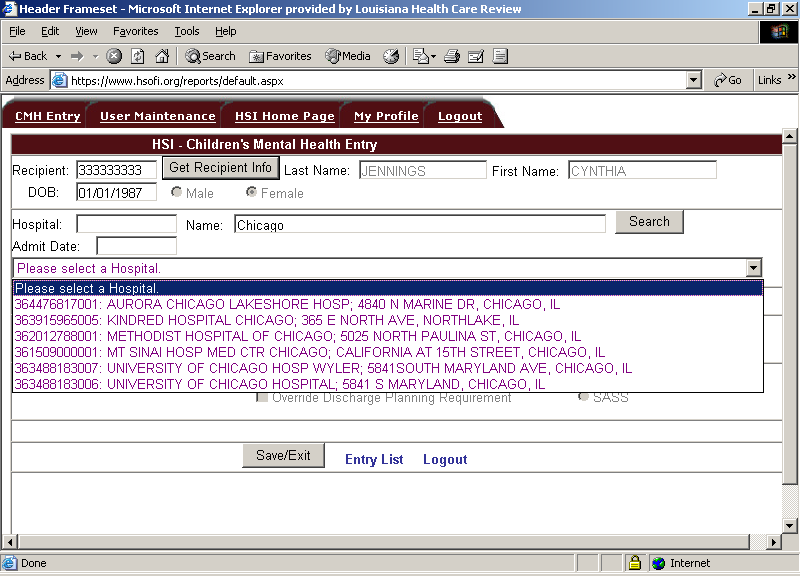 Header Frameset - Microsoft Internet Explorer provided by Louisiana Health Care Review
File Edit View Favorites Tools Help
Back Search Favorites Media
Address https://www.hsofi.org/reports/default.aspx Go Links »
CMH Entry User Maintenance HSI Home Page My Profile Logout
HSI - Children's Mental Health Entry
Recipient: 333333333 Get Recipient Info Last Name: JENNINGS First Name: CYNTHIA
DOB: 01/01/1987 Male Female
Hospital: Name: Chicago Search
Admit Date:
Please select a Hospital.
Please select a Hospital.
364476817001: AURORA CHICAGO LAKESHORE HOSP; 4840 N MARINE DR, CHICAGO, IL
363915965005: KINDRED HOSPITAL CHICAGO; 365 E NORTH AVE, NORTHLAKE, IL
362012788001: METHODIST HOSPITAL OF CHICAGO; 5025 NORTH PAULINA ST, CHICAGO, IL
361509000001: MT SINAI HOSP MED CTR CHICAGO; CALIFORNIA AT 15TH STREET, CHICAGO, IL
363488183007: UNIVERSITY OF CHICAGO HOSP WYLER; 5841SOUTH MARYLAND AVE, CHICAGO, IL
363488183006: UNIVERSITY OF CHICAGO HOSPITAL; 5841 S MARYLAND, CHICAGO, IL
Override Discharge Planning Requirement SASS
Save/Exit Entry List Logout
Done Internet